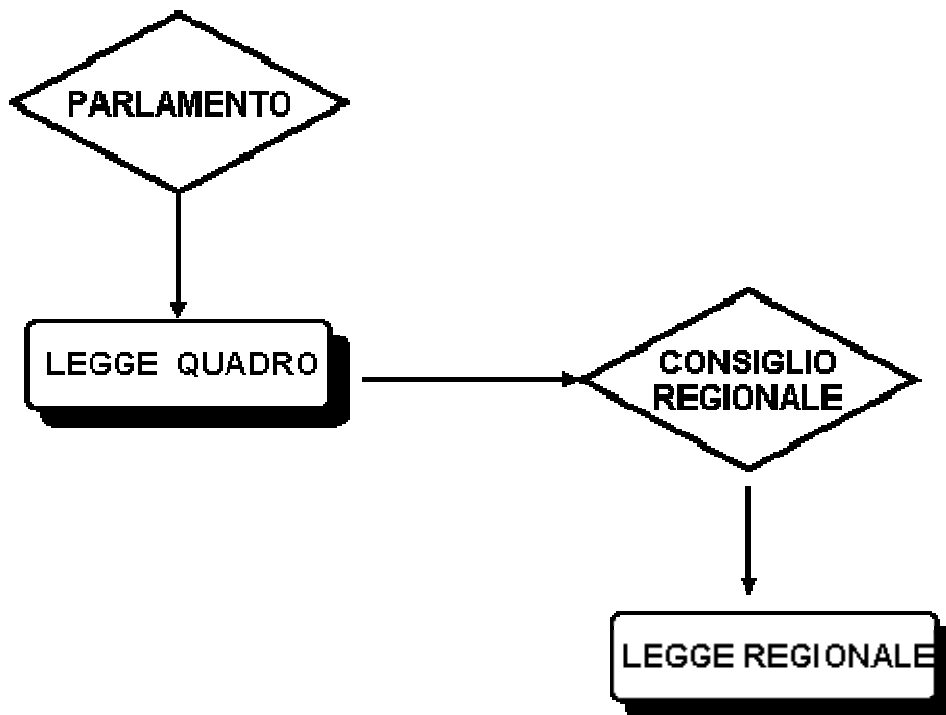 PARLAMENTO
LEGGE QUADRO
CONSIGLIO
REGIONALE
LEGGE REGIONALE